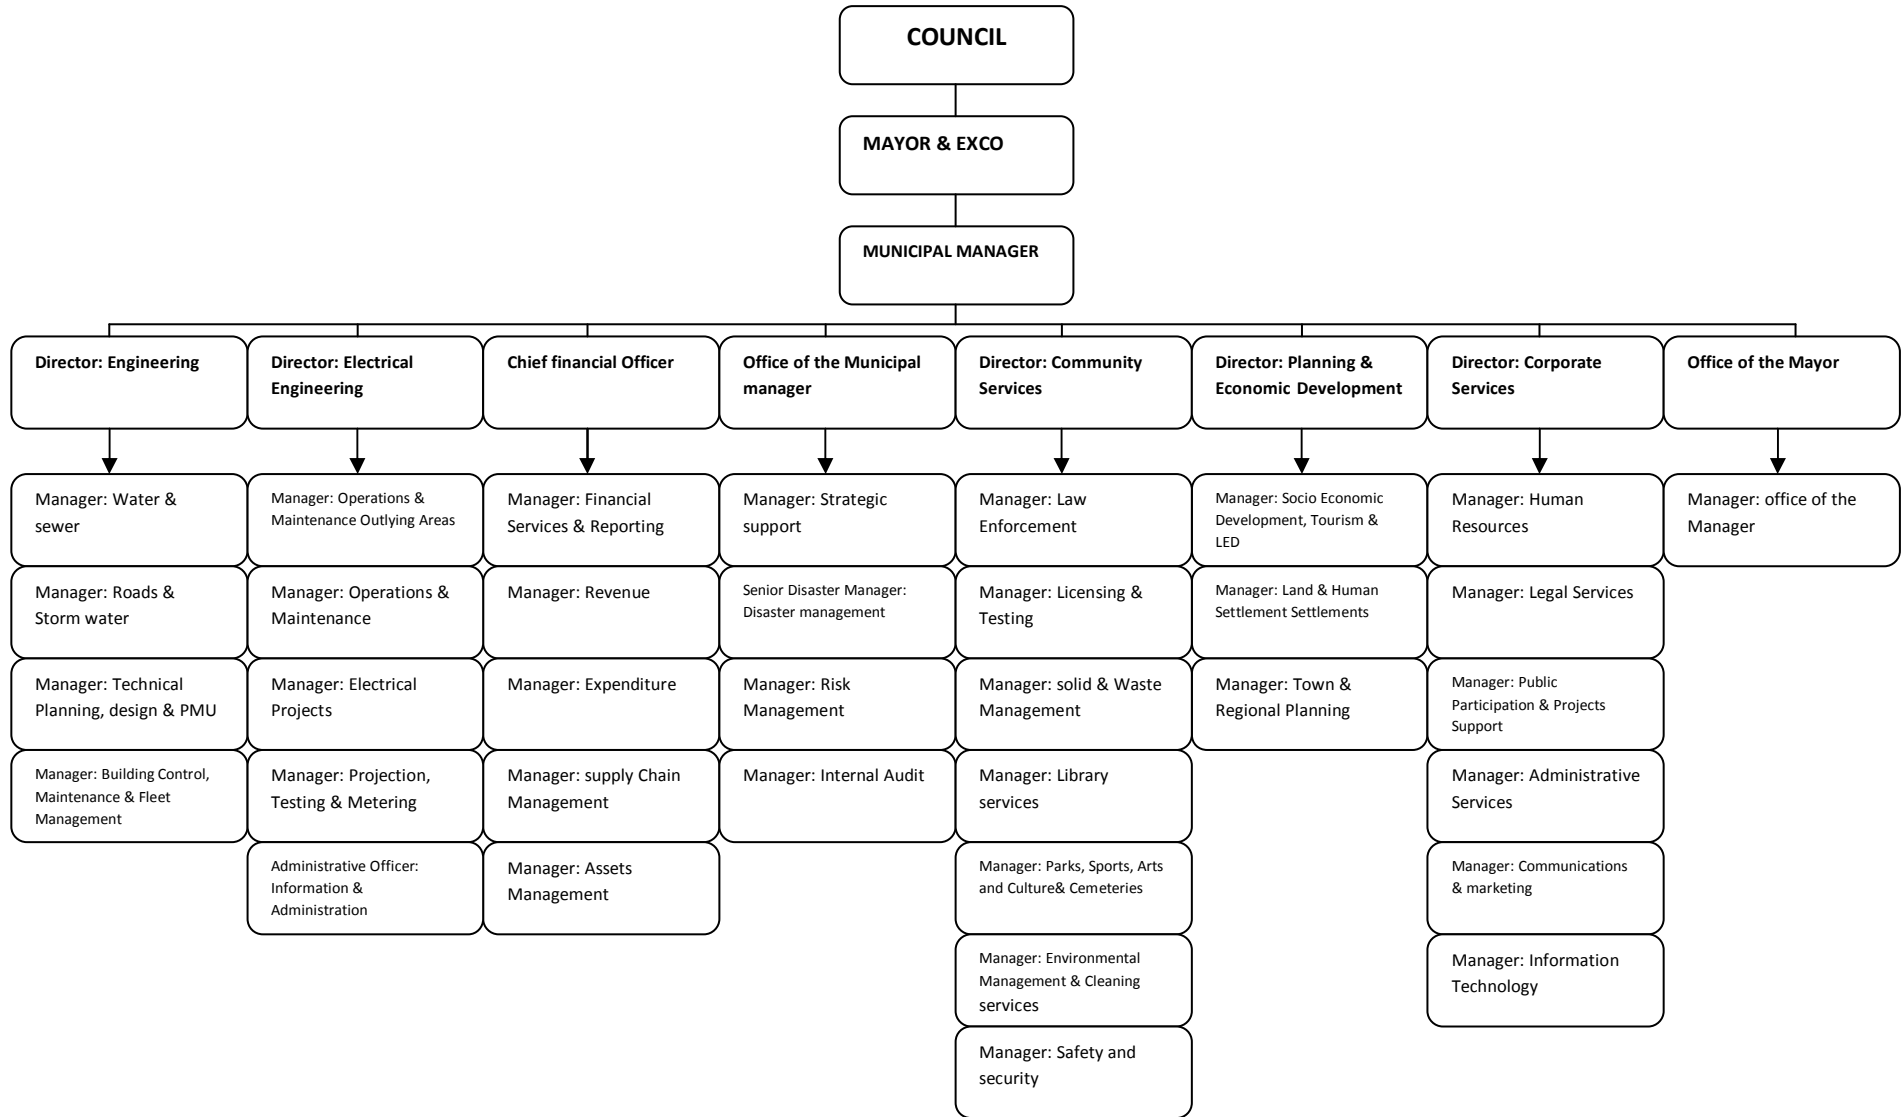 COUNCIL
MAYOR & EXCO
MUNICIPAL MANAGER
Director: Engineering
Director: Electrical
Engineering
Chief financial Officer
Office of the Municipal
manager
Director: Community
Services
Director: Planning &
Economic Development
Director: Corporate
Services
Office of the Mayor
Manager: Water &
sewer
Manager: Operations &
Maintenance Outlying Areas
Manager: Financial
Services & Reporting
Manager: Strategic
support
Manager: Law
Enforcement
Manager: Socio Economic
Development, Tourism &
LED
Manager: Human
Resources
Manager: office of the
Manager
Manager: Roads &
Storm water
Manager: Operations &
Maintenance
Manager: Revenue
Senior Disaster Manager:
Disaster management
Manager: Licensing &
Testing
Manager: Land & Human
Settlement Settlements
Manager: Legal Services
Manager: Technical
Planning, design & PMU
Manager: Electrical
Projects
Manager: Expenditure
Manager: Risk
Management
Manager: solid & Waste
Management
Manager: Town &
Regional Planning
Manager: Public
Participation & Projects
Support
Manager: Building Control,
Maintenance & Fleet
Management
Manager: Projection,
Testing & Metering
Manager: supply Chain
Management
Manager: Internal Audit
Manager: Library
services
Manager: Administrative
Services
Administrative Officer:
Information &
Administration
Manager: Assets
Management
Manager: Parks, Sports, Arts
and Culture& Cemeteries
Manager: Communications
& marketing
Manager: Environmental
Management & Cleaning
services
Manager: Information
Technology
Manager: Safety and
security